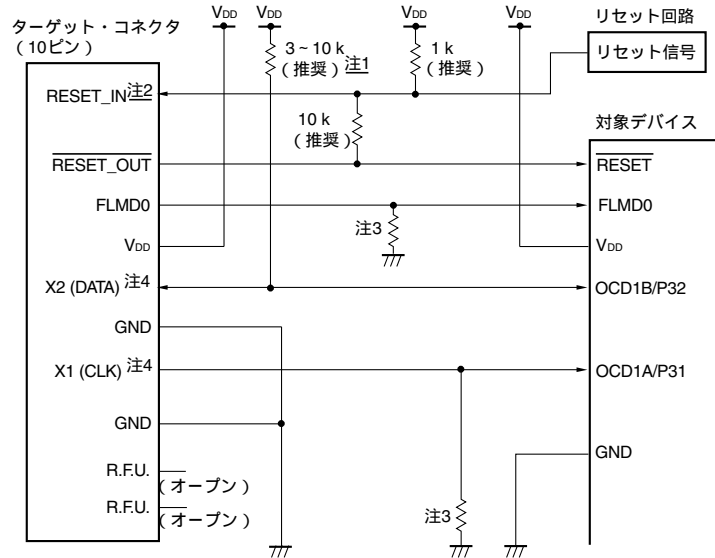 ターゲット・コネクタ
(10ピン)
VDD
VDD
VDD
VDD
リセット回路
リセット信号
3~10 k
(推奨)注1
1 k
(推奨)
RESET_IN注2
10 k
(推奨)
対象デバイス
RESET_OUT
RESET
FLMD0
FLMD0
注3
VDD
VDD
X2 (DATA) 注4
OCD1B/P32
GND
X1 (CLK) 注4
OCD1A/P31
GND
GND
R.F.U.
(オープン)
R.F.U.
(オープン)
注3